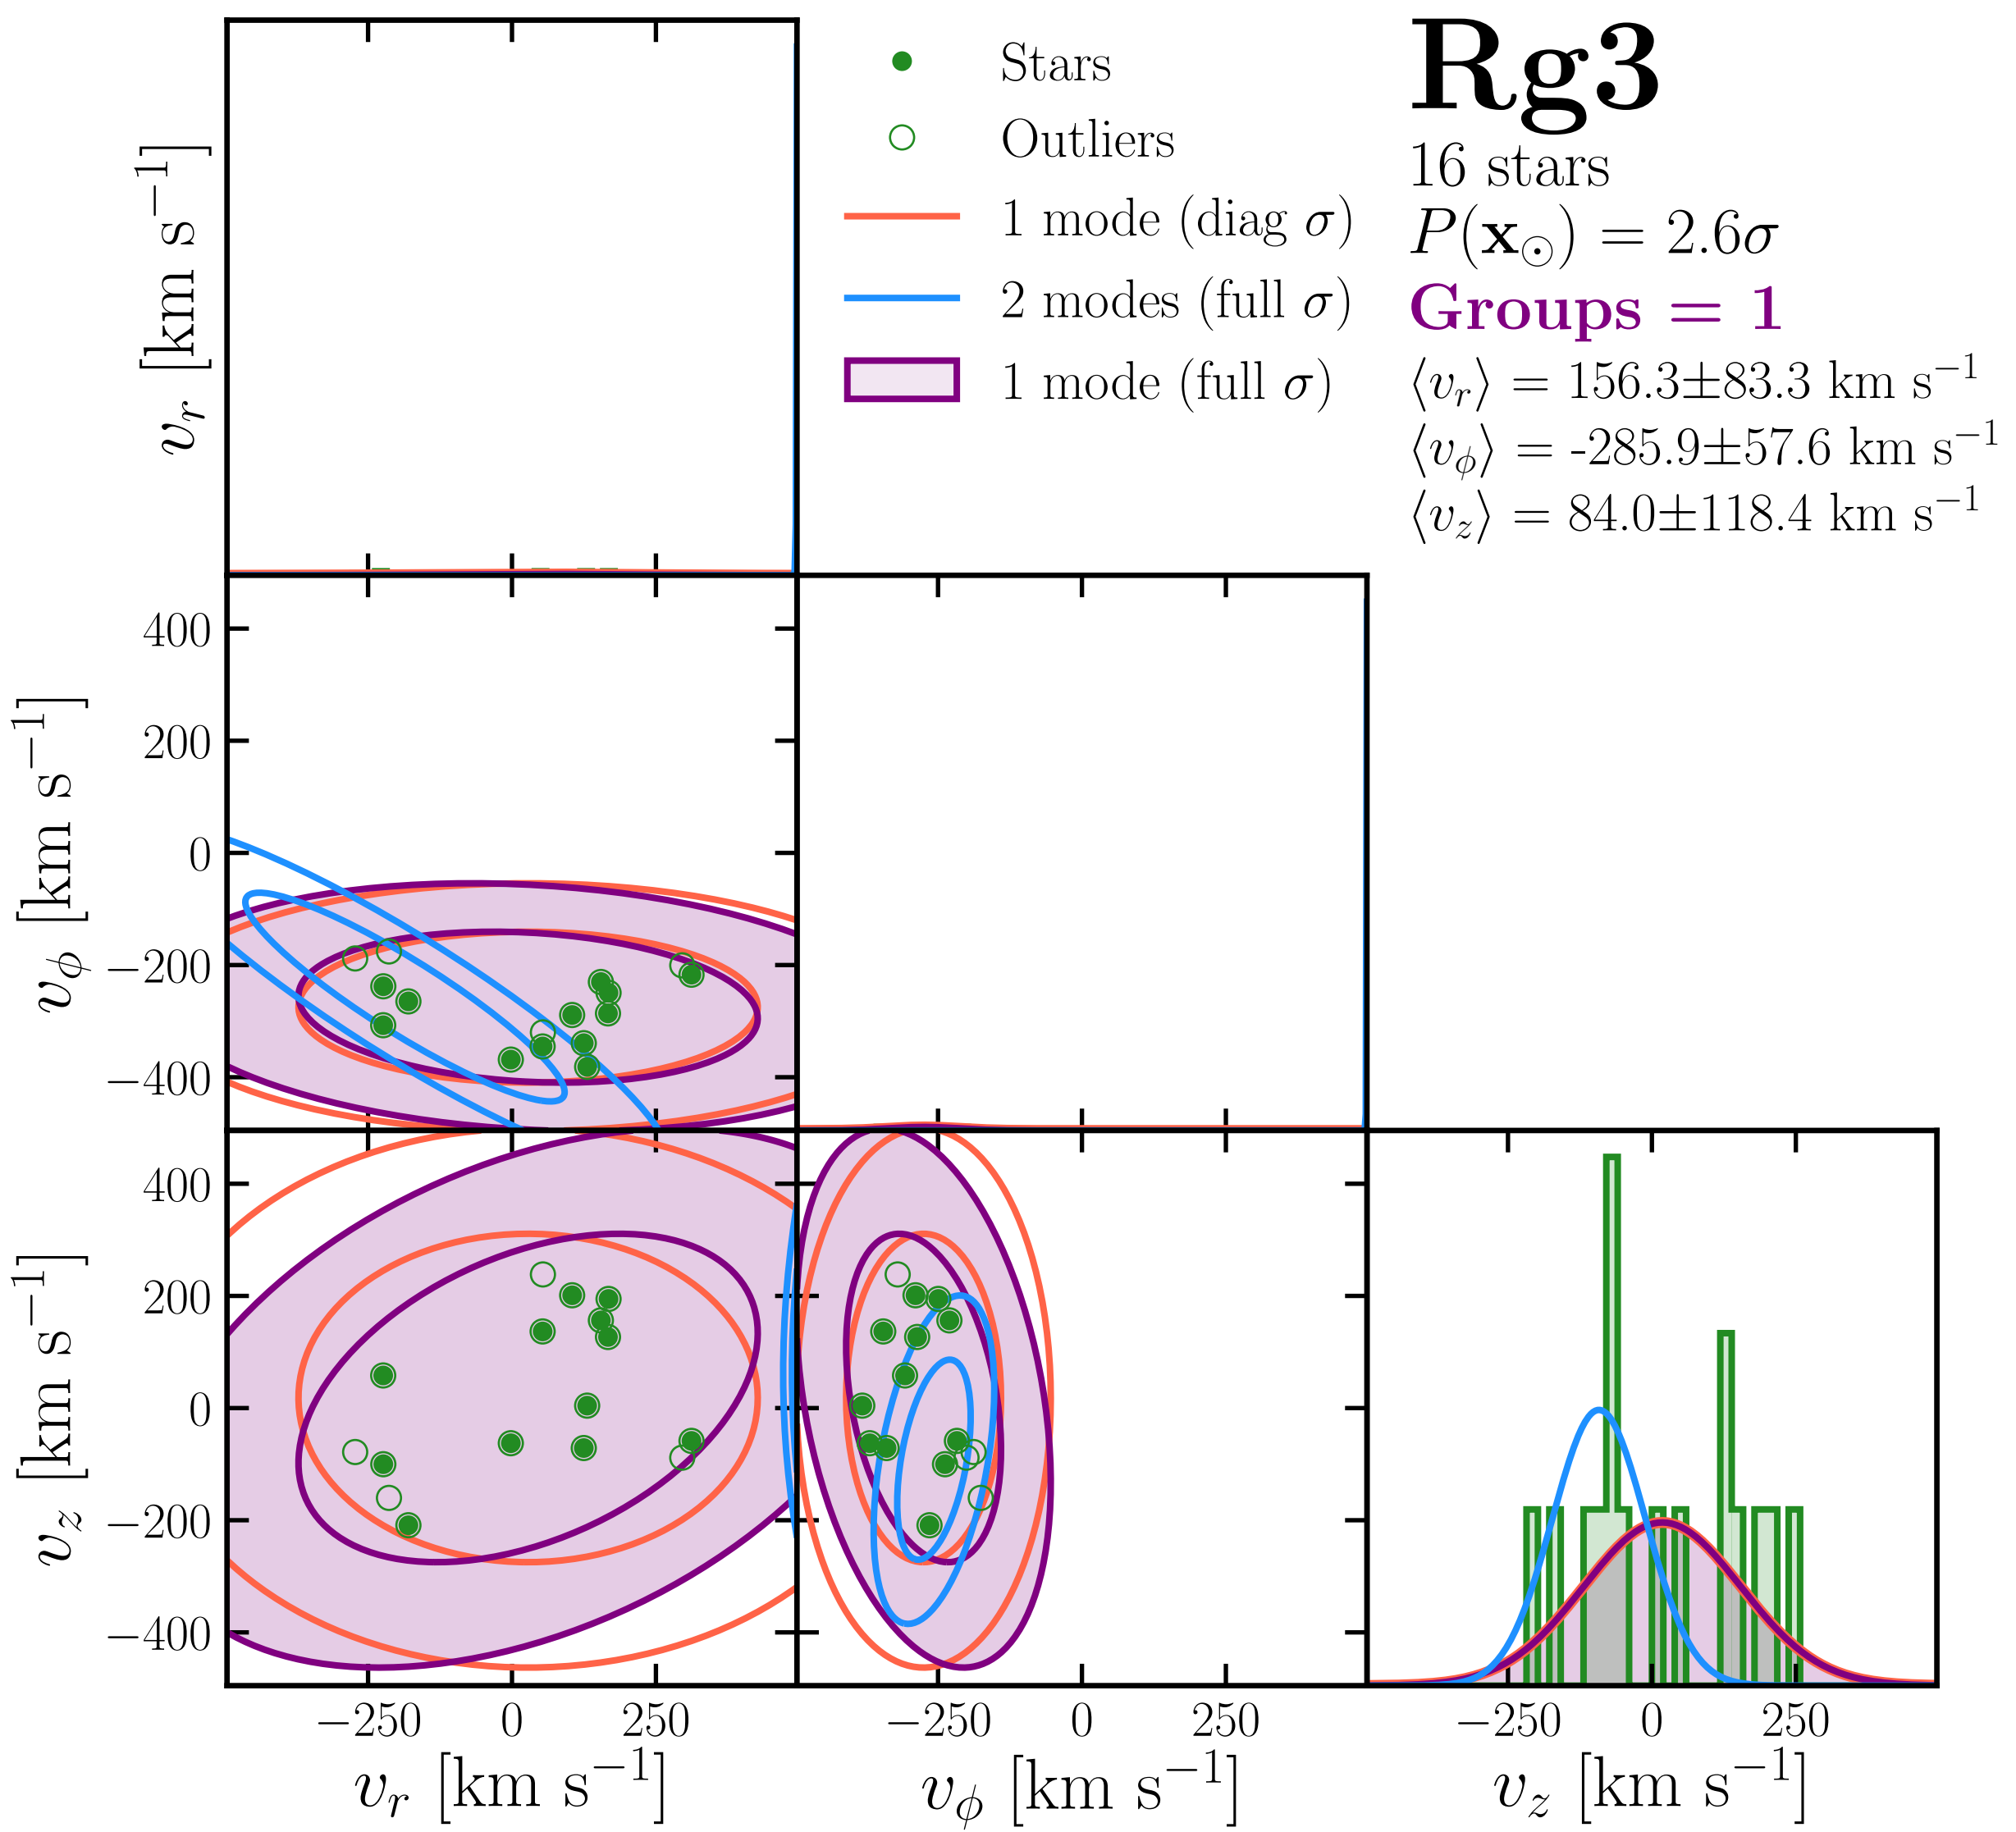 Rg3
16 stars
P(x⊙) = 2.6σ
Groups = 1
⟨v_r⟩ = 156.3±83.3 km s⁻¹
⟨v_ϕ⟩ = -285.9±57.6 km s⁻¹
⟨v_z⟩ = 84.0±118.4 km s⁻¹
Stars
Outliers
1 mode (diag σ)
2 modes (full σ)
1 mode (full σ)
v_r [km s⁻¹]
v_ϕ [km s⁻¹]
400
200
0
−200
−400
v_z [km s⁻¹]
400
200
0
−200
−400
−250 0 250
−250 0 250
−250 0 250
v_r [km s⁻¹]
v_ϕ [km s⁻¹]
v_z [km s⁻¹]